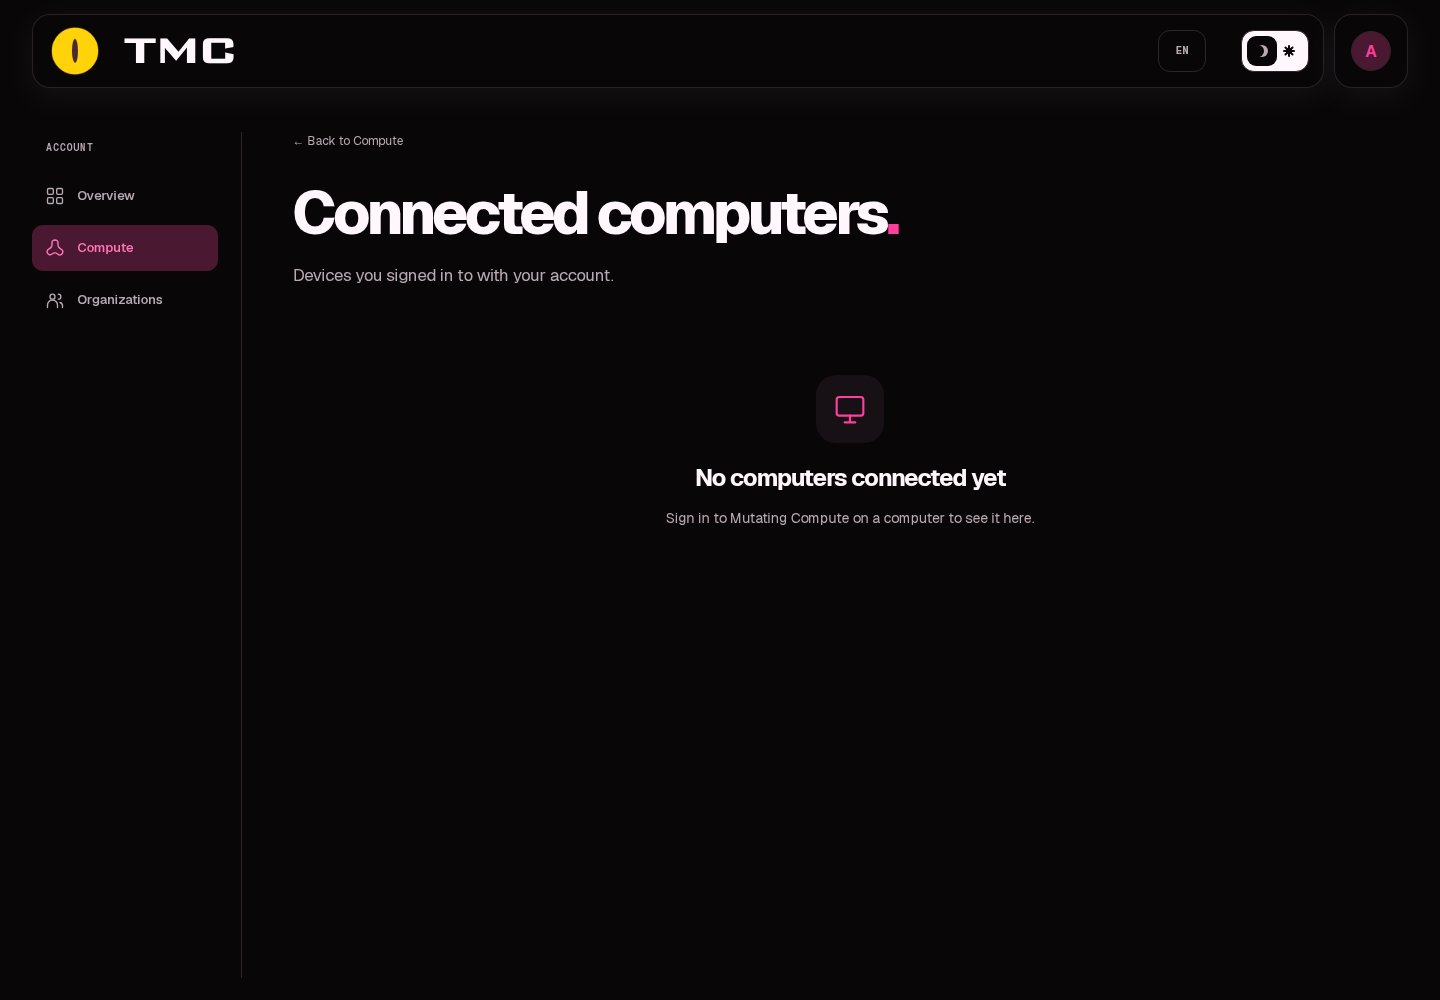 TMC
EN
A
ACCOUNT
Overview
Compute
Organizations
← Back to Compute
Connected computers.
Devices you signed in to with your account.
No computers connected yet
Sign in to Mutating Compute on a computer to see it here.